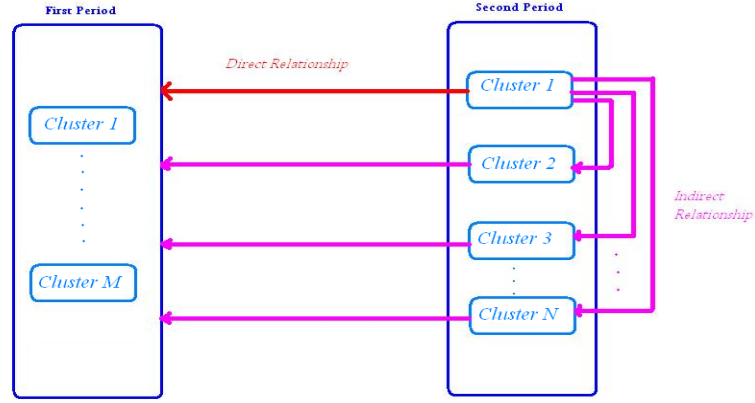 First Period
Second Period
Direct Relationship
Cluster 1
Cluster 1
Cluster 2
Indirect
Relationship
Cluster 3
Cluster M
Cluster N